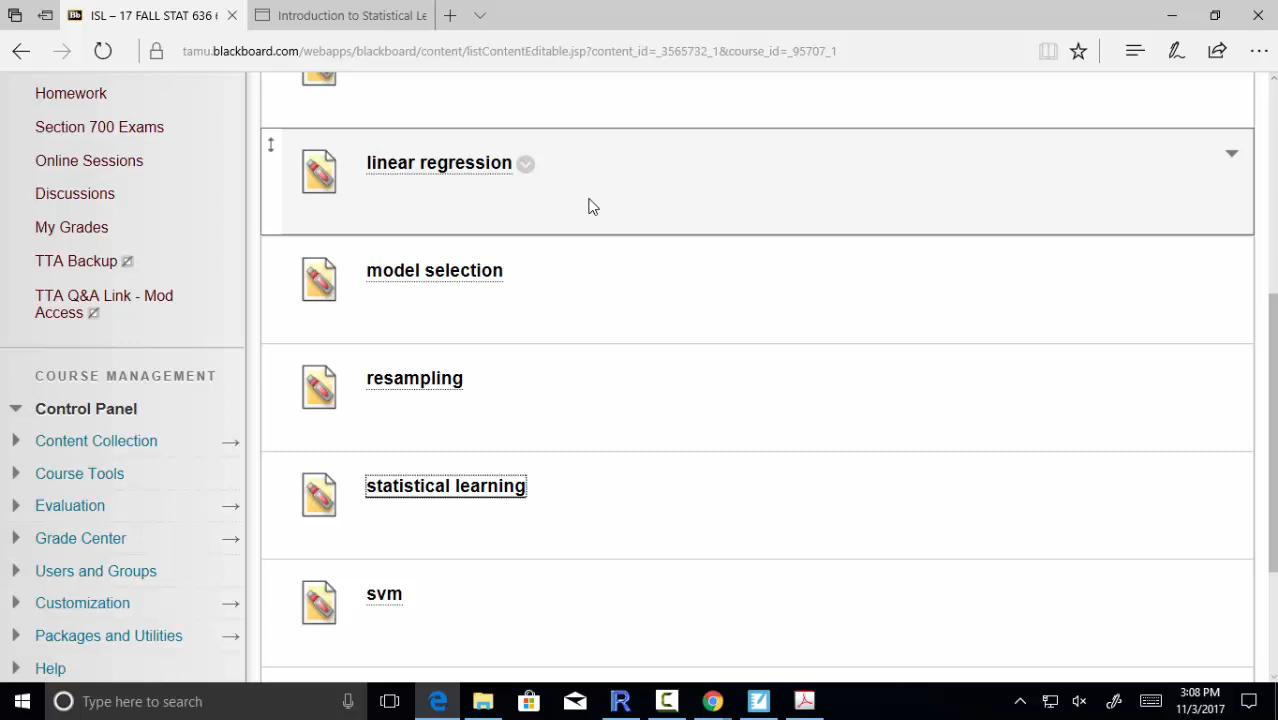 ISL – 17 FALL STAT 636 6
Introduction to Statistical Le
tamu.blackboard.com/webapps/blackboard/content/listContentEditable.jsp?content_id=_3565732_1&course_id=_95707_1
Homework
Section 700 Exams
Online Sessions
Discussions
My Grades
TTA Backup
TTA Q&A Link - Mod
Access
COURSE MANAGEMENT
Control Panel
Content Collection
Course Tools
Evaluation
Grade Center
Users and Groups
Customization
Packages and Utilities
Help
linear regression
model selection
resampling
statistical learning
svm
Type here to search
3:08 PM
11/3/2017